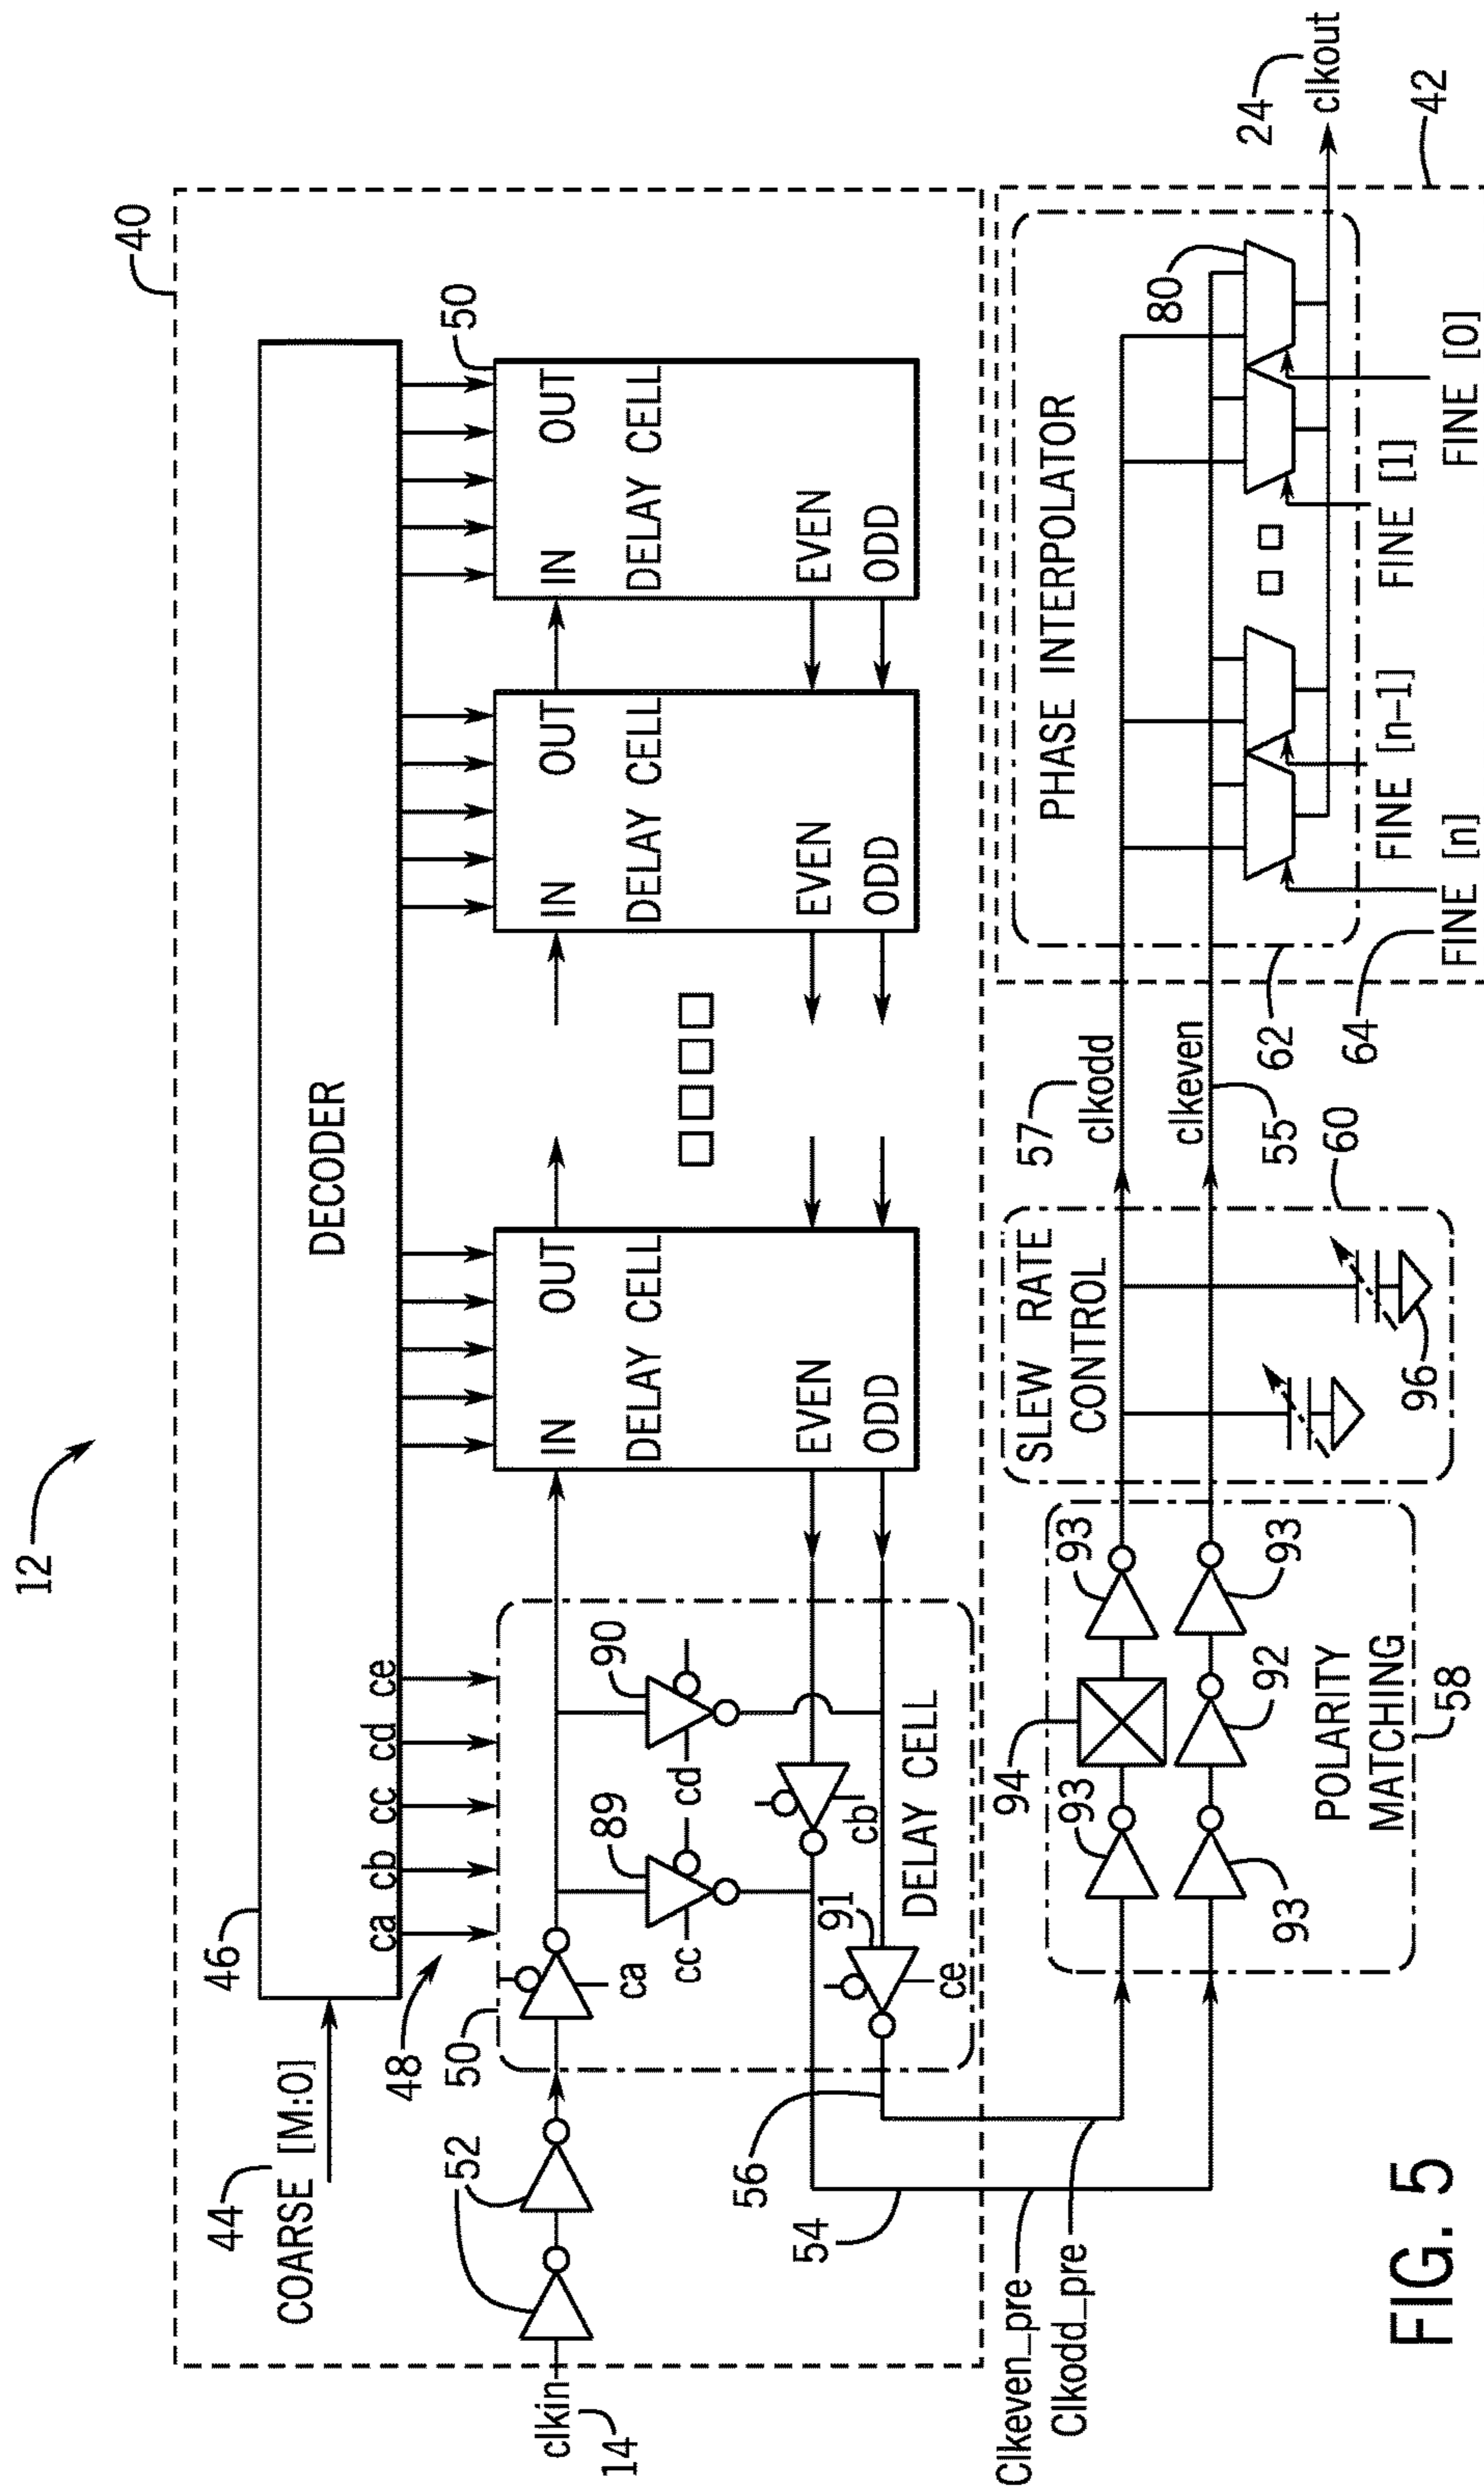 12
40
44
COARSE [M:0]
46
DECODER
48
ca
cb
cc
cd
ce
50
IN
OUT
DELAY CELL
EVEN
ODD
IN
OUT
DELAY CELL
EVEN
ODD
IN
OUT
DELAY CELL
EVEN
ODD
clkin
14
52
50
ca
89
cc
90
cd
cb
91
ce
DELAY CELL
56
54
Clkeven_pre
Clkodd_pre
93
94
93
93
92
93
POLARITY
MATCHING
58
SLEW RATE
CONTROL
96
60
57
clkodd
clkeven
55
62
64
PHASE INTERPOLATOR
80
24
clkout
42
FINE [n]
FINE [n-1]
FINE [1]
FINE [0]
FIG. 5